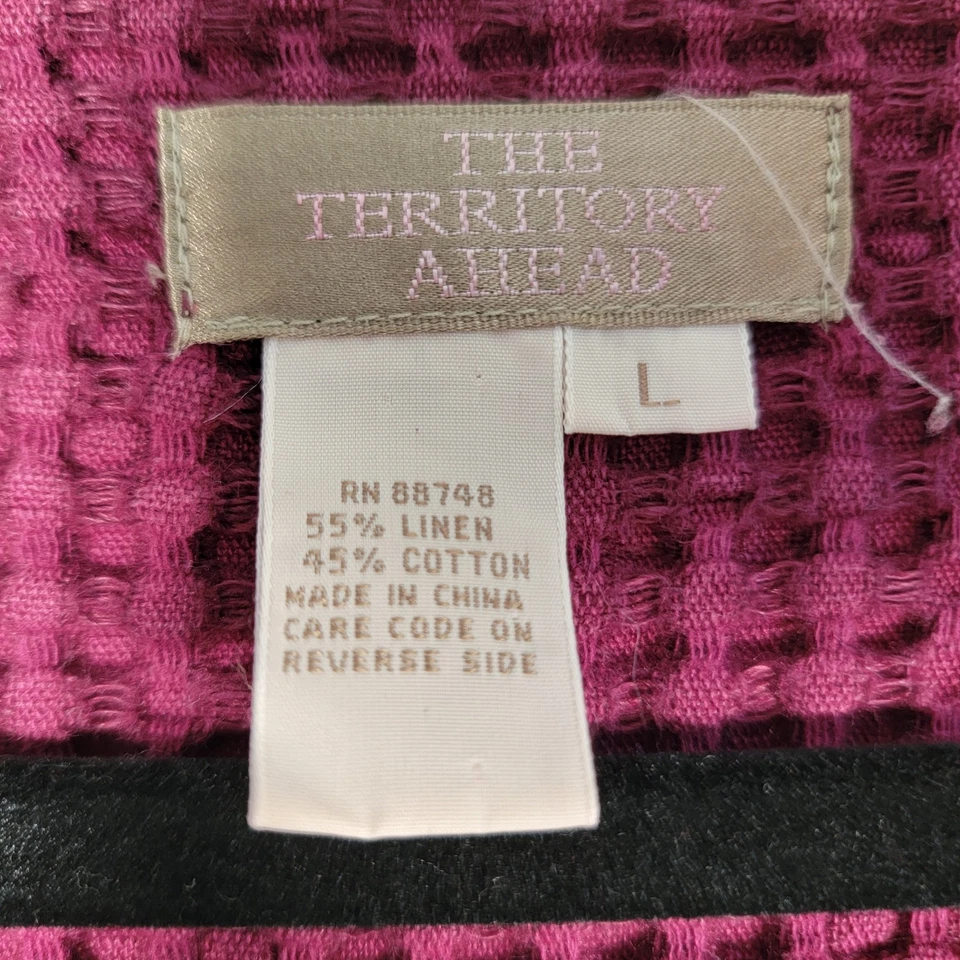 THE
TERRITORY
AHEAD
L
RN 88748
55% LINEN
45% COTTON
MADE IN CHINA
CARE CODE ON
REVERSE SIDE